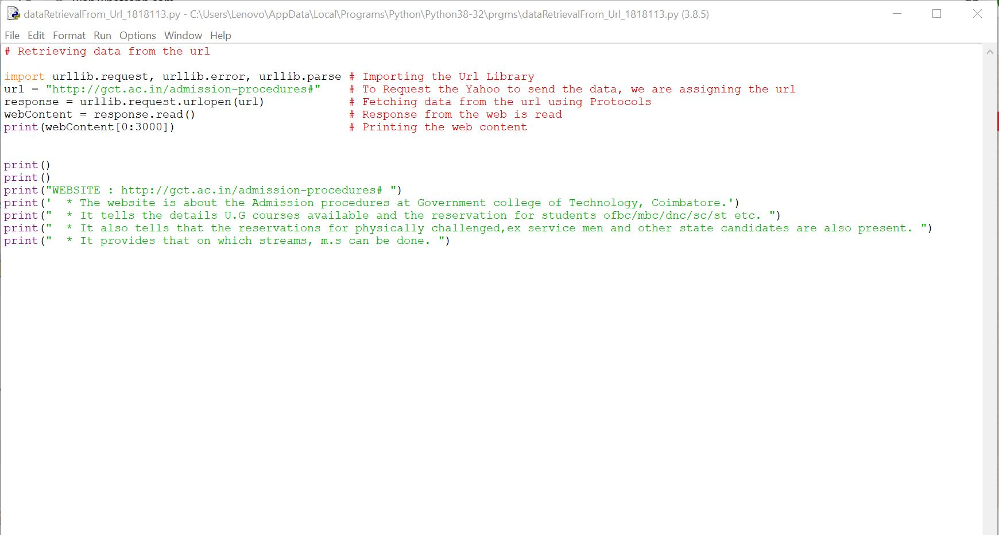 dataRetrievalFrom_Url_1818113.py - C:\Users\Lenovo\AppData\Local\Programs\Python\Python38-32\prgms\dataRetrievalFrom_Url_1818113.py (3.8.5)
File Edit Format Run Options Window Help
# Retrieving data from the url
import urllib.request, urllib.error, urllib.parse # Importing the Url Library
url = "http://gct.ac.in/admission-procedures#" # To Request the Yahoo to send the data, we are assigning the url
response = urllib.request.urlopen(url) # Fetching data from the url using Protocols
webContent = response.read() # Response from the web is read
print(webContent[0:3000]) # Printing the web content
print()
print()
print("WEBSITE : http://gct.ac.in/admission-procedures# ")
print('  * The website is about the Admission procedures at Government college of Technology, Coimbatore.')
print("  * It tells the details U.G courses available and the reservation for students ofbc/mbc/dnc/sc/st etc. ")
print("  * It also tells that the reservations for physically challenged,ex service men and other state candidates are also present. ")
print("  * It provides that on which streams, m.s can be done. ")